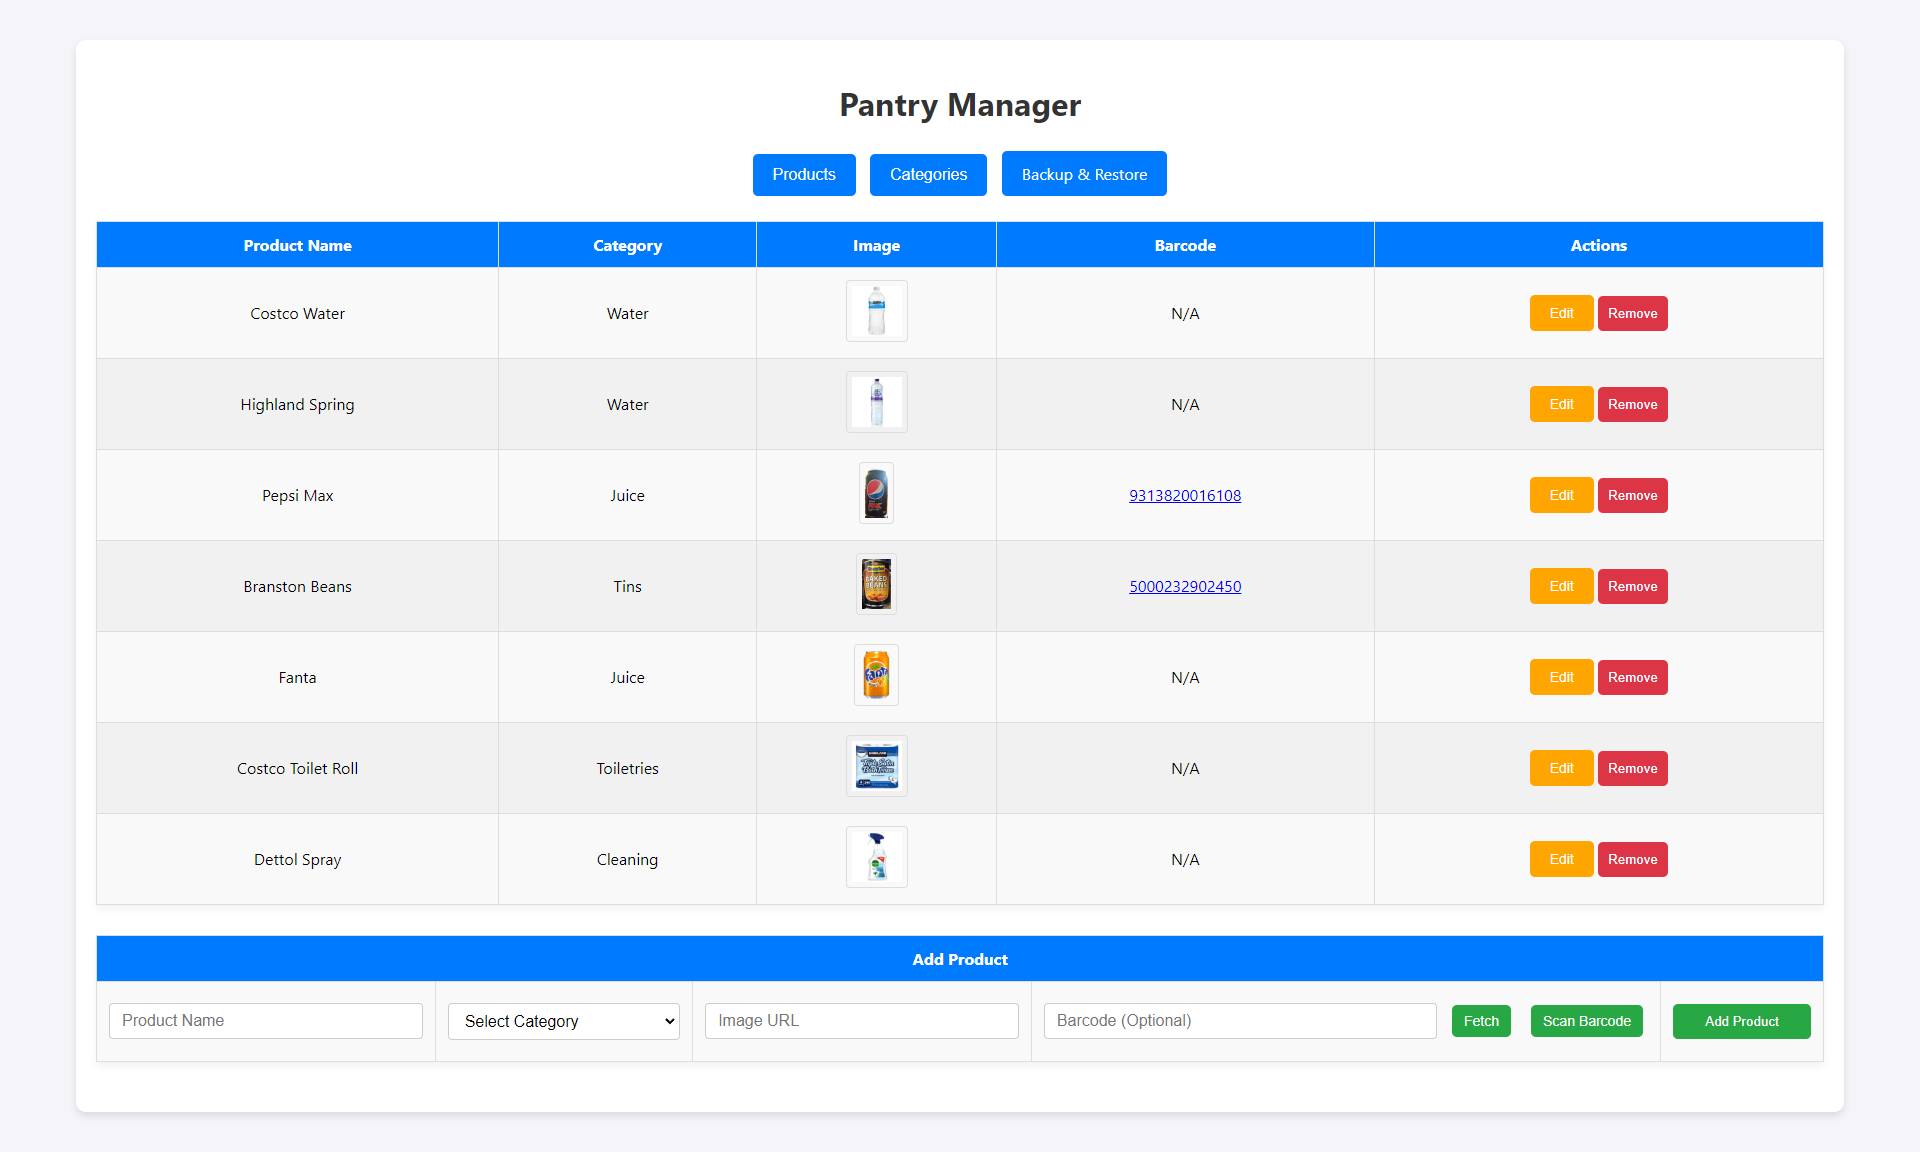 Pantry Manager
Products Categories Backup & Restore
Product Name Category Image Barcode Actions
Costco Water Water N/A Edit Remove
Highland Spring Water N/A Edit Remove
Pepsi Max Juice 9313820016108 Edit Remove
Branston Beans Tins BAKED BEANS 5000232902450 Edit Remove
Fanta Juice Fanta N/A Edit Remove
Costco Toilet Roll Toiletries N/A Edit Remove
Dettol Spray Cleaning N/A Edit Remove
Add Product
Product Name Select Category Image URL Barcode (Optional) Fetch Scan Barcode Add Product